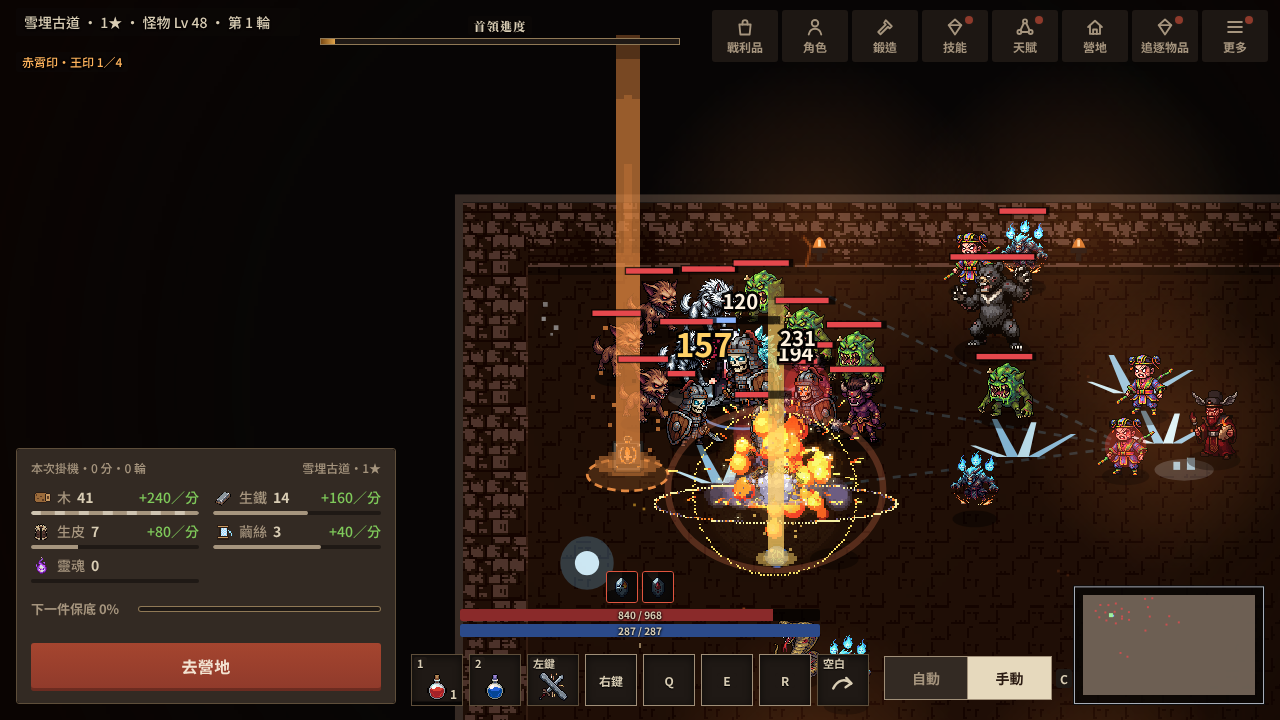 雪埋古道 · 1★ · 怪物 Lv 48 · 第 1 輪
赤霄印·王印 1／4
首領進度
戰利品
角色
鍛造
技能
天賦
營地
追逐物品
更多
120
157
231
194
本次掛機·0 分·0 輪
雪埋古道·1★
木 41 +240／分
生鐵 14 +160／分
生皮 7 +80／分
繭絲 3 +40／分
靈魂 0
下一件保底 0%
去營地
840 / 968
287 / 287
1
1
2
左鍵
右鍵
Q
E
R
空白
自動
手動
C